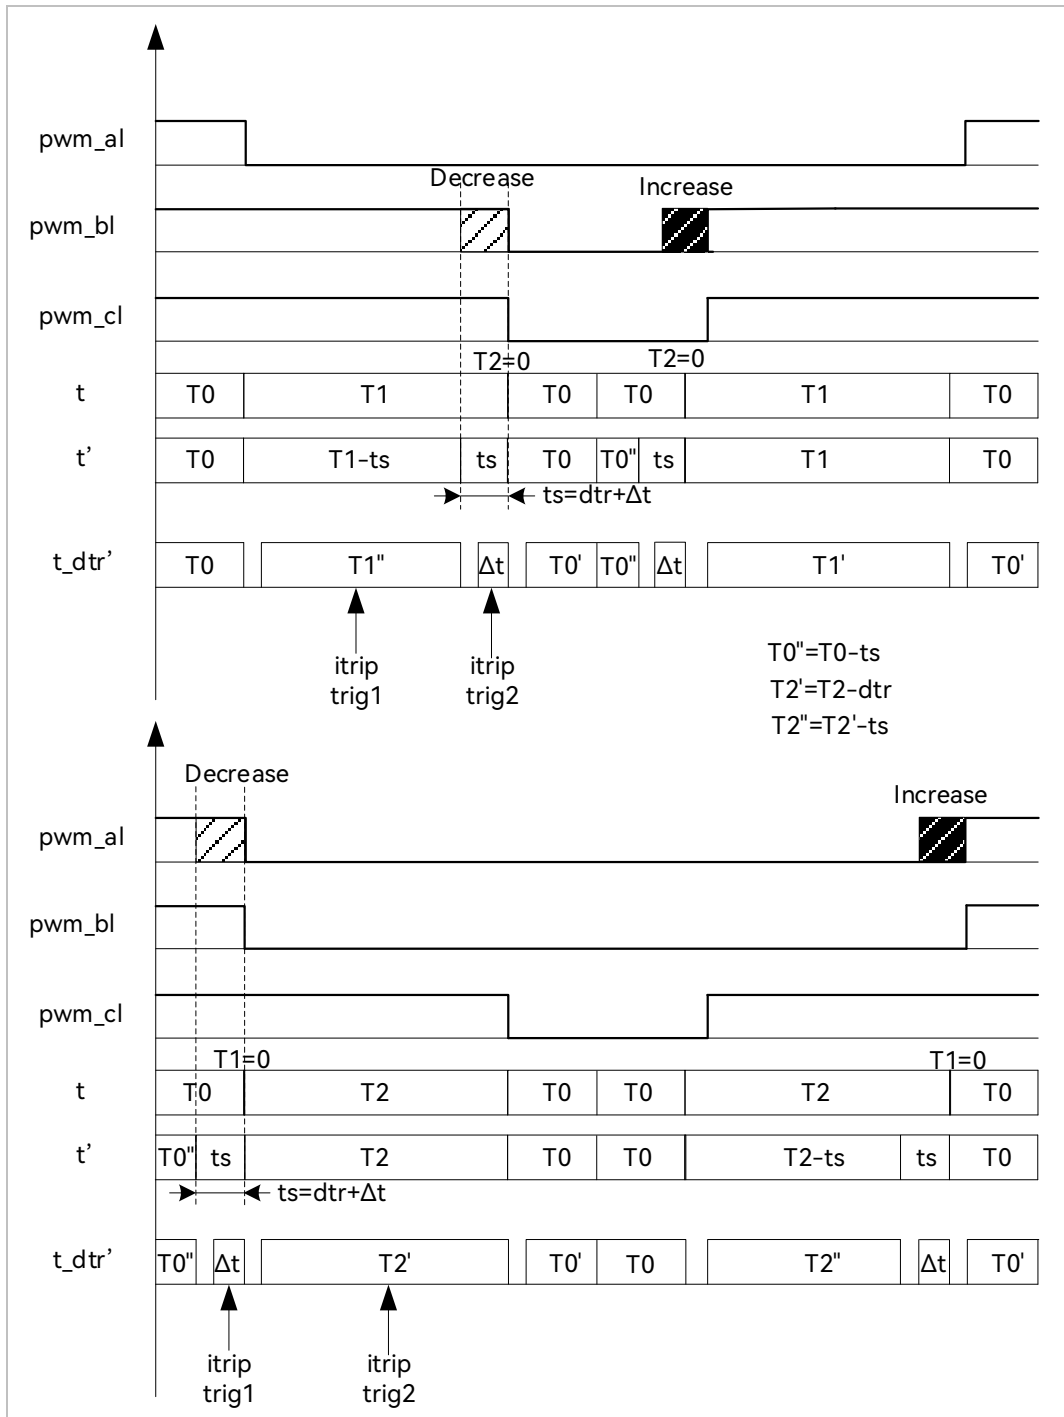 pwm_al
Decrease
Increase
pwm_bl
pwm_cl
T2=0
T2=0
t
T0
T1
T0
T0
T1
T0
t’
T0
T1-ts
ts
T0
T0"
ts
T1
T0
ts=dtr+Δt
t_dtr’
T0
T1"
Δt
T0'
T0"
Δt
T1'
T0'
itrip
trig1
itrip
trig2
T0"=T0-ts
T2'=T2-dtr
T2"=T2'-ts
Decrease
Increase
pwm_al
pwm_bl
pwm_cl
T1=0
T1=0
t
T0
T2
T0
T0
T2
T0
t’
T0"
ts
T2
T0
T0
T2-ts
ts
T0
ts=dtr+Δt
t_dtr’
T0"
Δt
T2'
T0'
T0
T2"
Δt
T0'
itrip
trig1
itrip
trig2